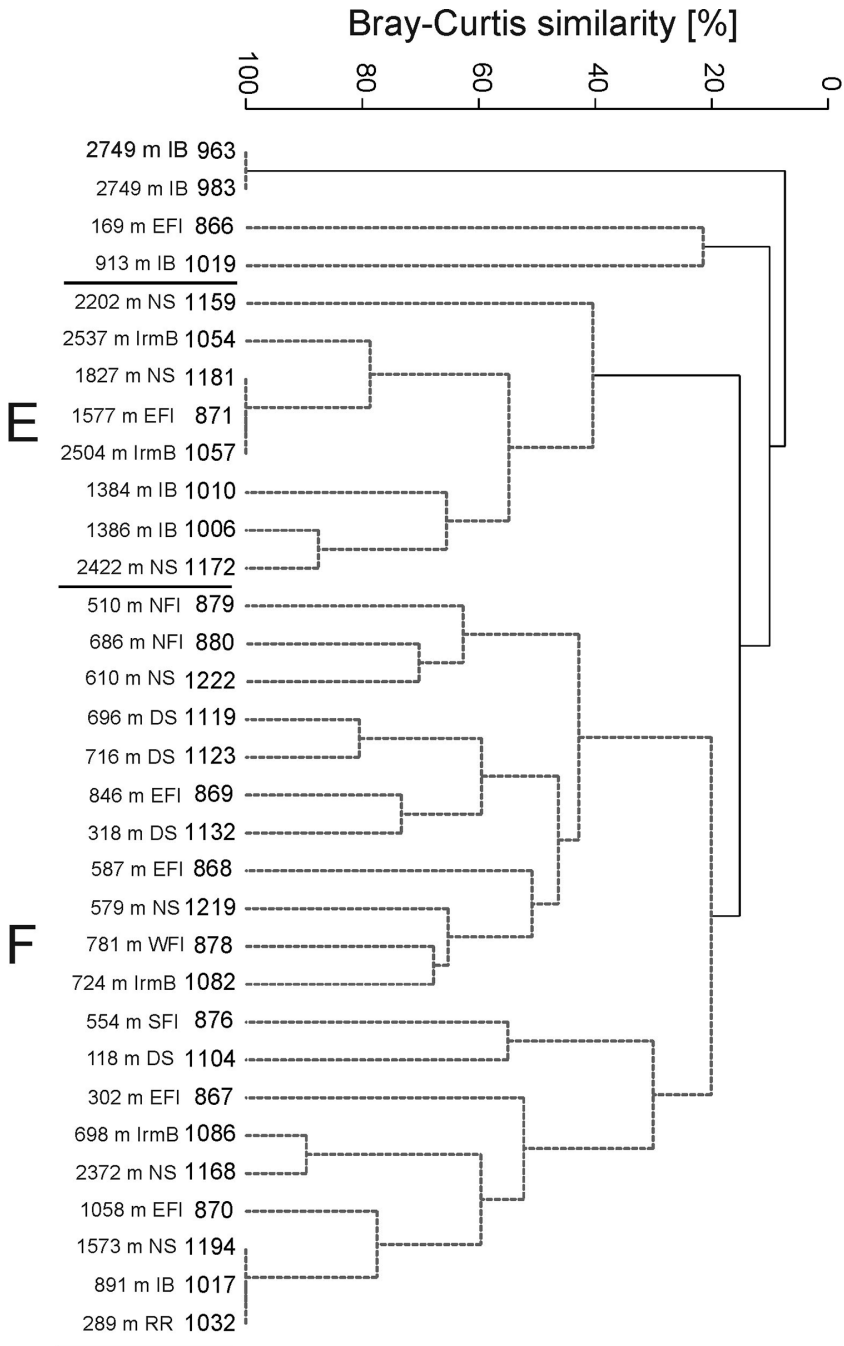 Bray-Curtis similarity [%]
100 80 60 40 20 0
2749 m IB 963
2749 m IB 983
169 m EFI 866
913 m IB 1019
2202 m NS 1159
2537 m IrmB 1054
1827 m NS 1181
E
1577 m EFI 871
2504 m IrmB 1057
1384 m IB 1010
1386 m IB 1006
2422 m NS 1172
510 m NFI 879
686 m NFI 880
610 m NS 1222
696 m DS 1119
716 m DS 1123
846 m EFI 869
318 m DS 1132
587 m EFI 868
579 m NS 1219
F
781 m WFI 878
724 m IrmB 1082
554 m SFI 876
118 m DS 1104
302 m EFI 867
698 m IrmB 1086
2372 m NS 1168
1058 m EFI 870
1573 m NS 1194
891 m IB 1017
289 m RR 1032